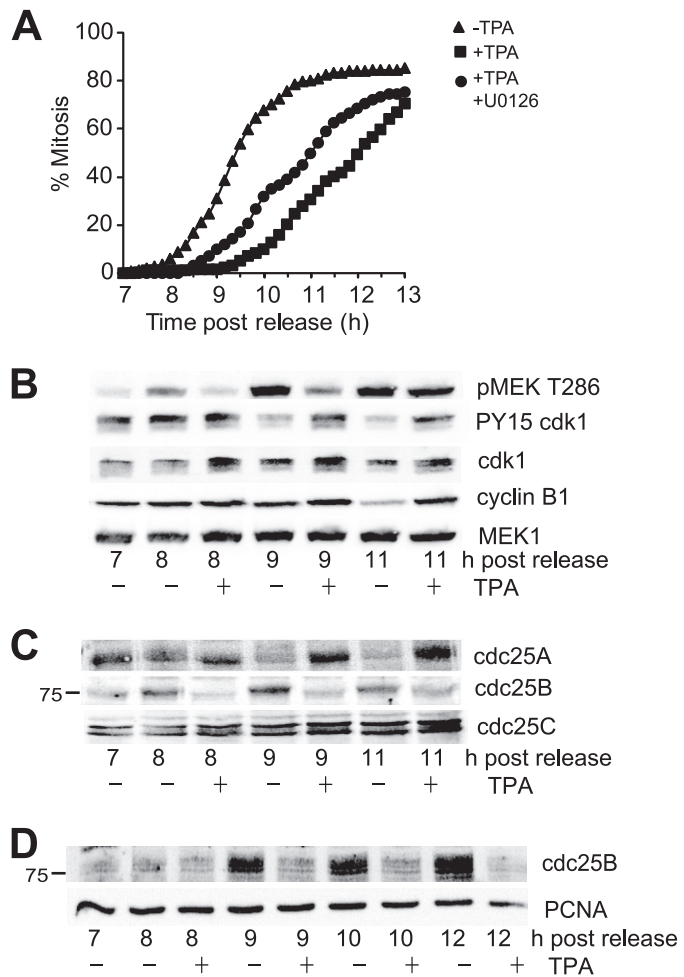 A
-TPA
+TPA
+TPA
+U0126
% Mitosis
100
80
60
40
20
0
7 8 9 10 11 12 13
Time post release (h)
B
pMEK T286
PY15 cdk1
cdk1
cyclin B1
MEK1
7 8 8 9 9 11 11 h post release
– – + – + – + TPA
C
cdc25A
75 cdc25B
cdc25C
7 8 8 9 9 11 11 h post release
– – + – + – + TPA
D
75 cdc25B
PCNA
7 8 8 9 9 10 10 12 12 h post release
– – + – + – + – + TPA